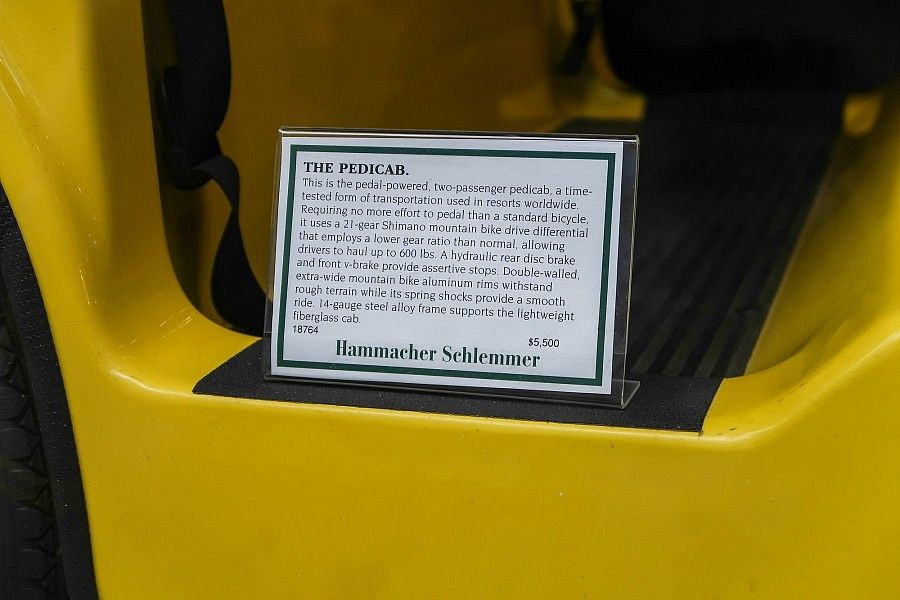 THE PEDICAB.
This is the pedal-powered, two-passenger pedicab, a time-
tested form of transportation used in resorts worldwide.
Requiring no more effort to pedal than a standard bicycle,
it uses a 21-gear Shimano mountain bike drive differential
that employs a lower gear ratio than normal, allowing
drivers to haul up to 600 lbs. A hydraulic rear disc brake
and front v-brake provide assertive stops. Double-walled,
extra-wide mountain bike aluminum rims withstand
rough terrain while its spring shocks provide a smooth
ride. 14-gauge steel alloy frame supports the lightweight
fiberglass cab.
18764 $5,500
Hammacher Schlemmer